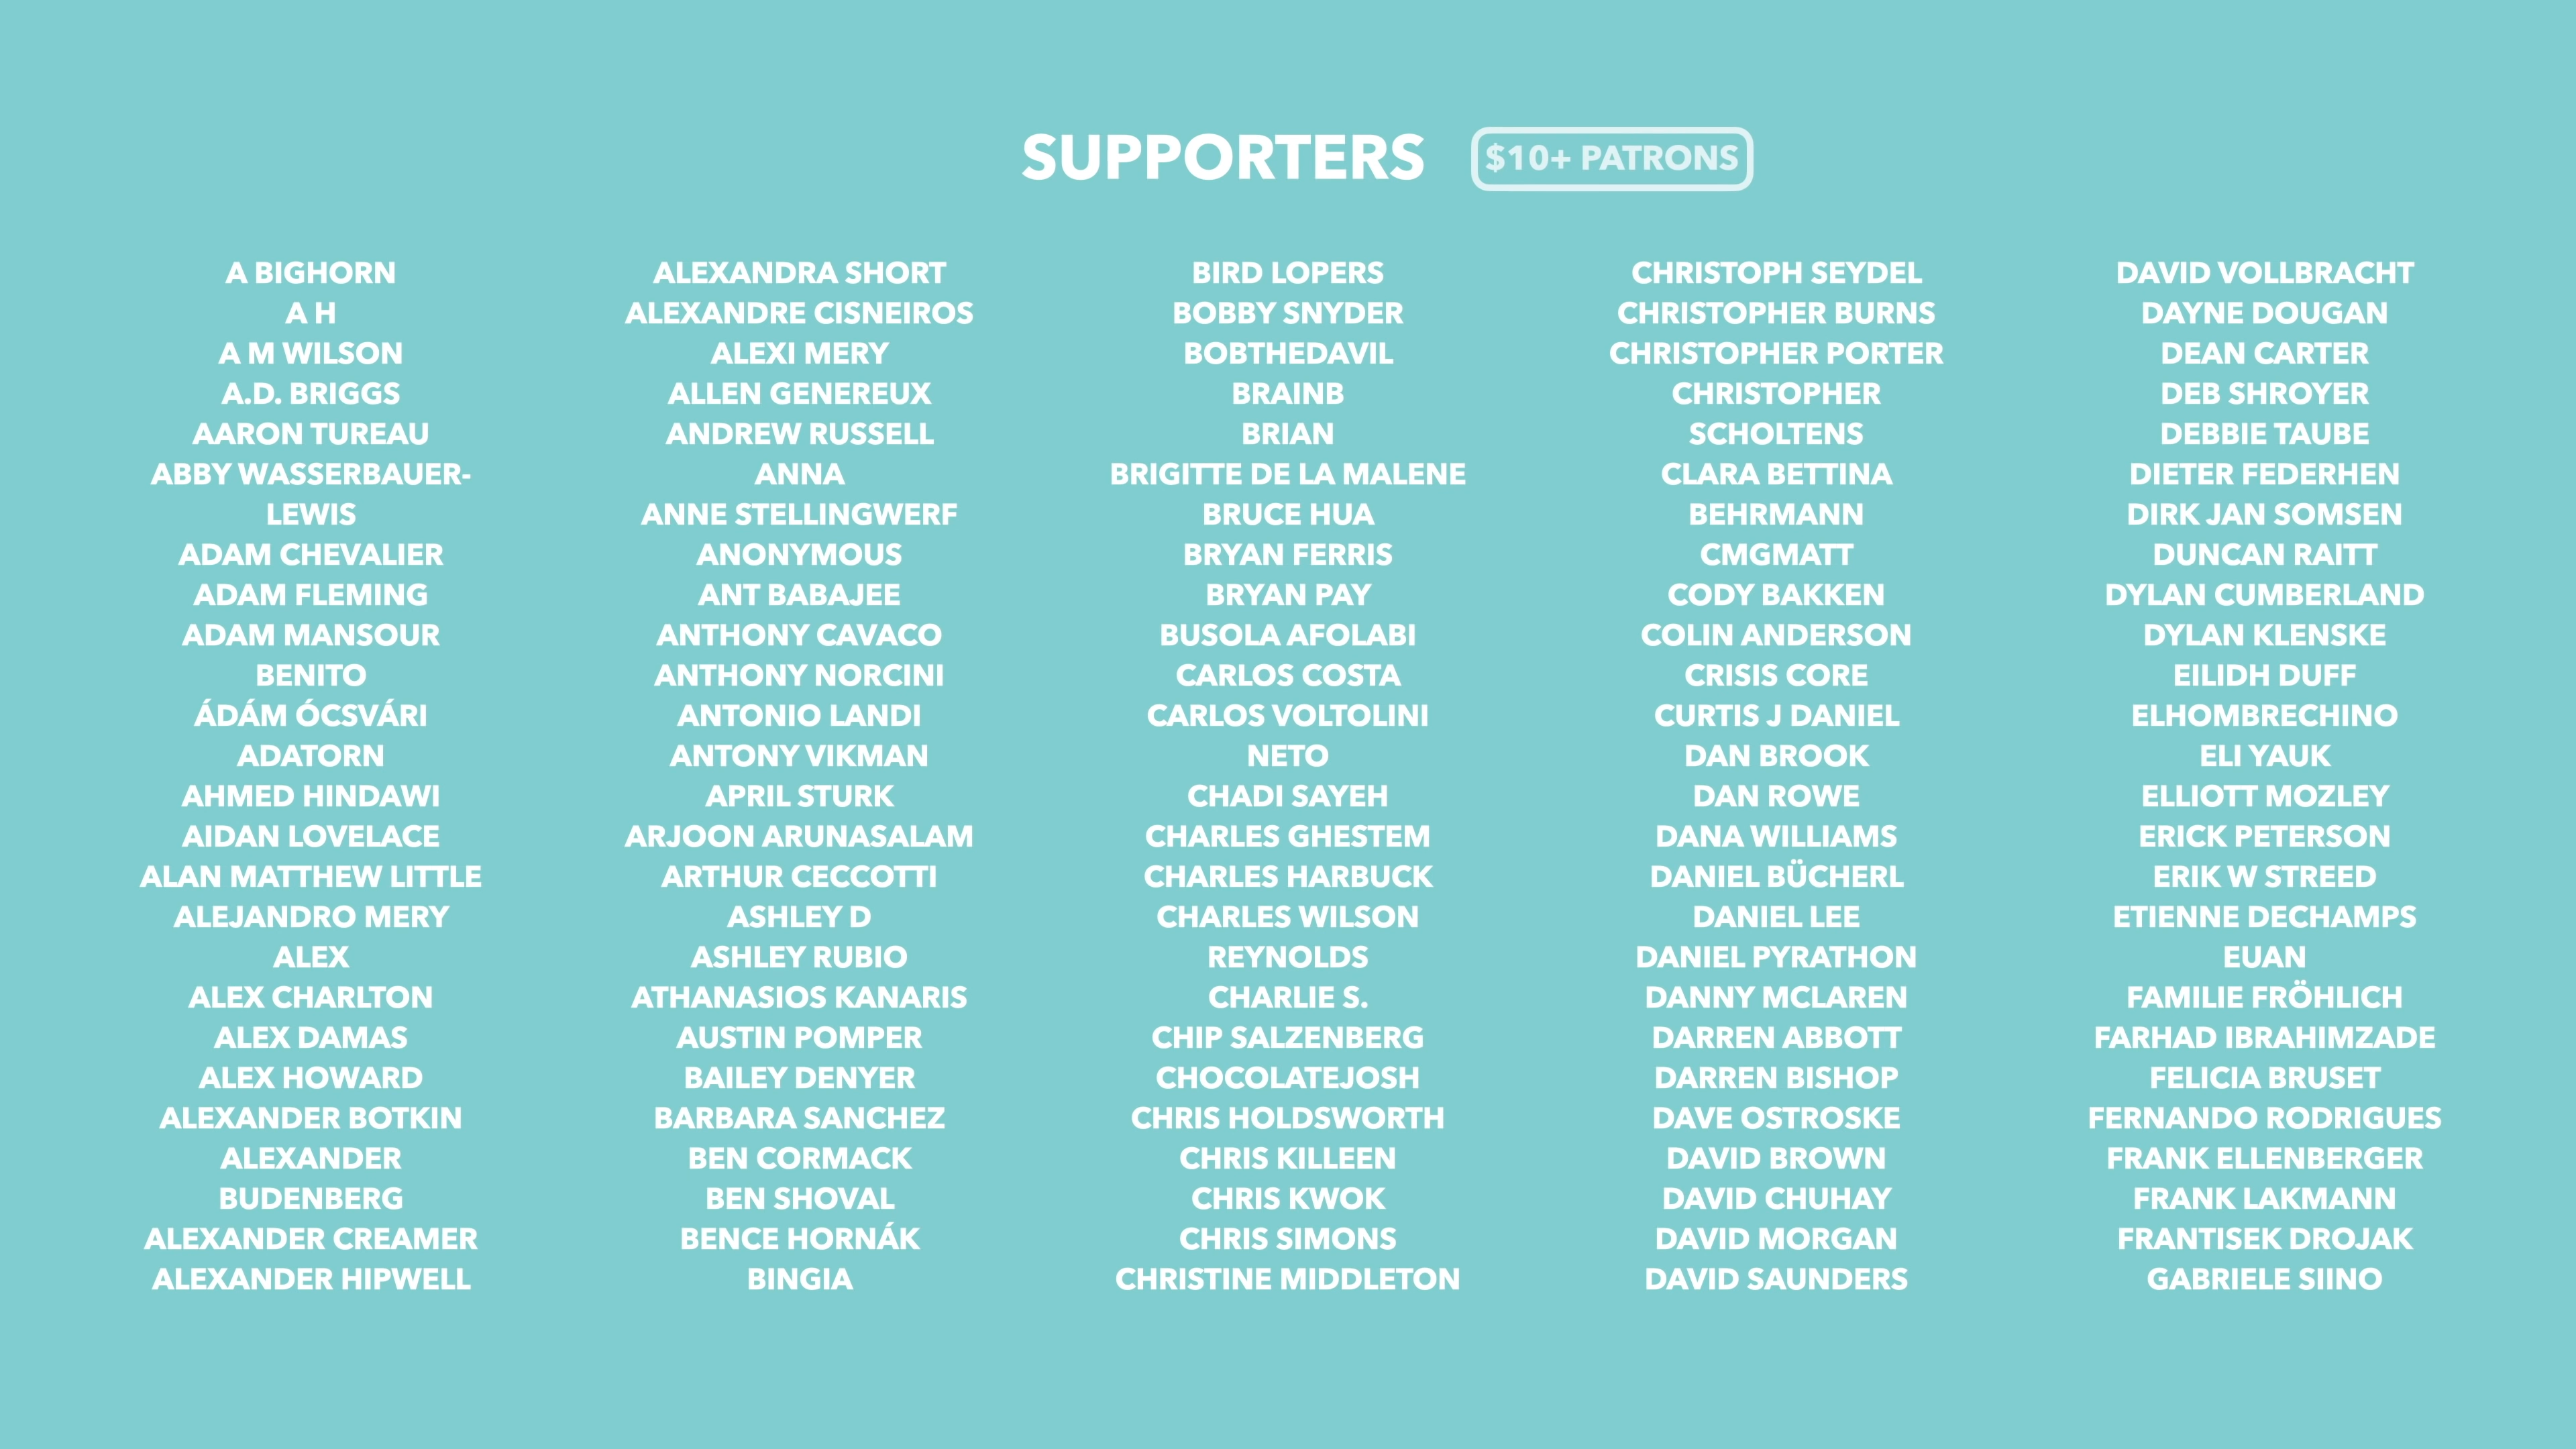 SUPPORTERS
$10+ PATRONS
A BIGHORN
A H
A M WILSON
A.D. BRIGGS
AARON TUREAU
ABBY WASSERBAUER-
LEWIS
ADAM CHEVALIER
ADAM FLEMING
ADAM MANSOUR
BENITO
ÁDÁM ÓCSVÁRI
ADATORN
AHMED HINDAWI
AIDAN LOVELACE
ALAN MATTHEW LITTLE
ALEJANDRO MERY
ALEX
ALEX CHARLTON
ALEX DAMAS
ALEX HOWARD
ALEXANDER BOTKIN
ALEXANDER
BUDENBERG
ALEXANDER CREAMER
ALEXANDER HIPWELL
ALEXANDRA SHORT
ALEXANDRE CISNEIROS
ALEXI MERY
ALLEN GENEREUX
ANDREW RUSSELL
ANNA
ANNE STELLINGWERF
ANONYMOUS
ANT BABAJEE
ANTHONY CAVACO
ANTHONY NORCINI
ANTONIO LANDI
ANTONY VIKMAN
APRIL STURK
ARJOON ARUNASALAM
ARTHUR CECCOTTI
ASHLEY D
ASHLEY RUBIO
ATHANASIOS KANARIS
AUSTIN POMPER
BAILEY DENYER
BARBARA SANCHEZ
BEN CORMACK
BEN SHOVAL
BENCE HORNÁK
BINGIA
BIRD LOPERS
BOBBY SNYDER
BOBTHEDAVIL
BRAINB
BRIAN
BRIGITTE DE LA MALENE
BRUCE HUA
BRYAN FERRIS
BRYAN PAY
BUSOLA AFOLABI
CARLOS COSTA
CARLOS VOLTOLINI
NETO
CHADI SAYEH
CHARLES GHESTEM
CHARLES HARBUCK
CHARLES WILSON
REYNOLDS
CHARLIE S.
CHIP SALZENBERG
CHOCOLATEJOSH
CHRIS HOLDSWORTH
CHRIS KILLEEN
CHRIS KWOK
CHRIS SIMONS
CHRISTINE MIDDLETON
CHRISTOPH SEYDEL
CHRISTOPHER BURNS
CHRISTOPHER PORTER
CHRISTOPHER
SCHOLTENS
CLARA BETTINA
BEHRMANN
CMGMATT
CODY BAKKEN
COLIN ANDERSON
CRISIS CORE
CURTIS J DANIEL
DAN BROOK
DAN ROWE
DANA WILLIAMS
DANIEL BÜCHERL
DANIEL LEE
DANIEL PYRATHON
DANNY MCLAREN
DARREN ABBOTT
DARREN BISHOP
DAVE OSTROSKE
DAVID BROWN
DAVID CHUHAY
DAVID MORGAN
DAVID SAUNDERS
DAVID VOLLBRACHT
DAYNE DOUGAN
DEAN CARTER
DEB SHROYER
DEBBIE TAUBE
DIETER FEDERHEN
DIRK JAN SOMSEN
DUNCAN RAITT
DYLAN CUMBERLAND
DYLAN KLENSKE
EILIDH DUFF
ELHOMBRECHINO
ELI YAUK
ELLIOTT MOZLEY
ERICK PETERSON
ERIK W STREED
ETIENNE DECHAMPS
EUAN
FAMILIE FRÖHLICH
FARHAD IBRAHIMZADE
FELICIA BRUSET
FERNANDO RODRIGUES
FRANK ELLENBERGER
FRANK LAKMANN
FRANTISEK DROJAK
GABRIELE SIINO